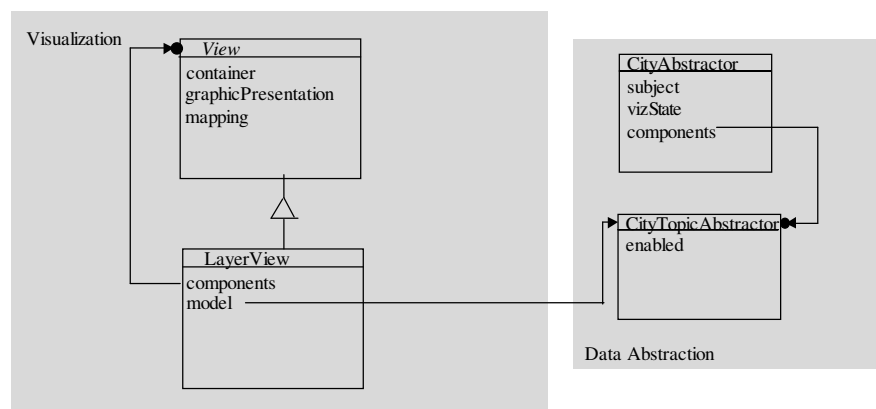 Visualization
View
container
graphicPresentation
mapping
LayerView
components
model
CityAbstractor
subject
vizState
components
CityTopicAbstractor
enabled
Data Abstraction